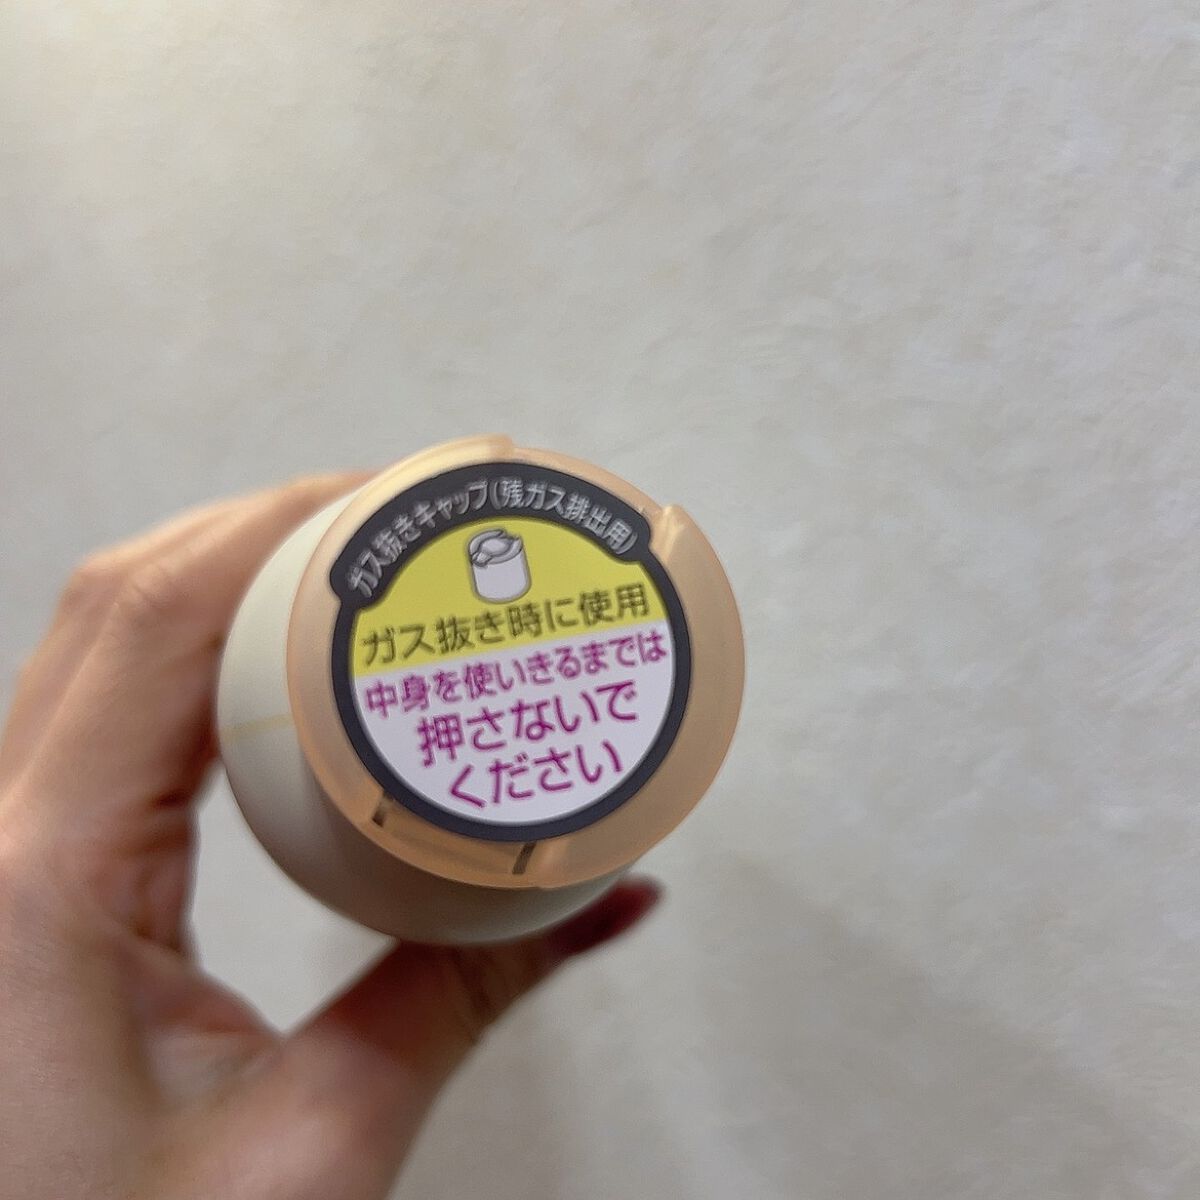 ガス抜きキャップ(残ガス排出用)
ガス抜き時に使用
中身を使いきるまでは
押さないで
ください